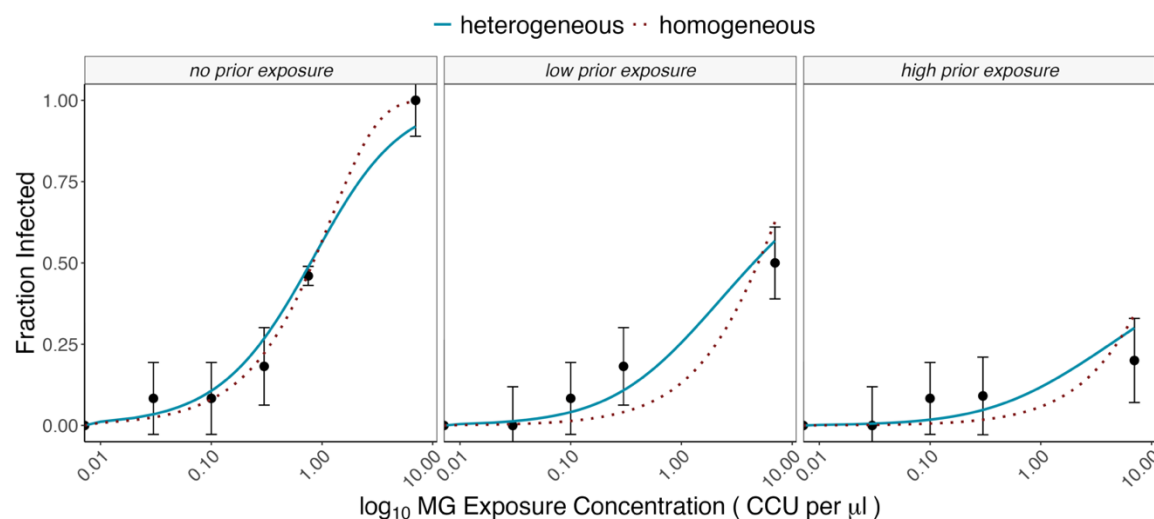 heterogeneous homogeneous
no prior exposure low prior exposure high prior exposure
Fraction Infected
1.00
0.75
0.50
0.25
0.00
0.01 0.10 1.00 10.00 0.01 0.10 1.00 10.00 0.01 0.10 1.00 10.00
log₁₀ MG Exposure Concentration ( CCU per μl )